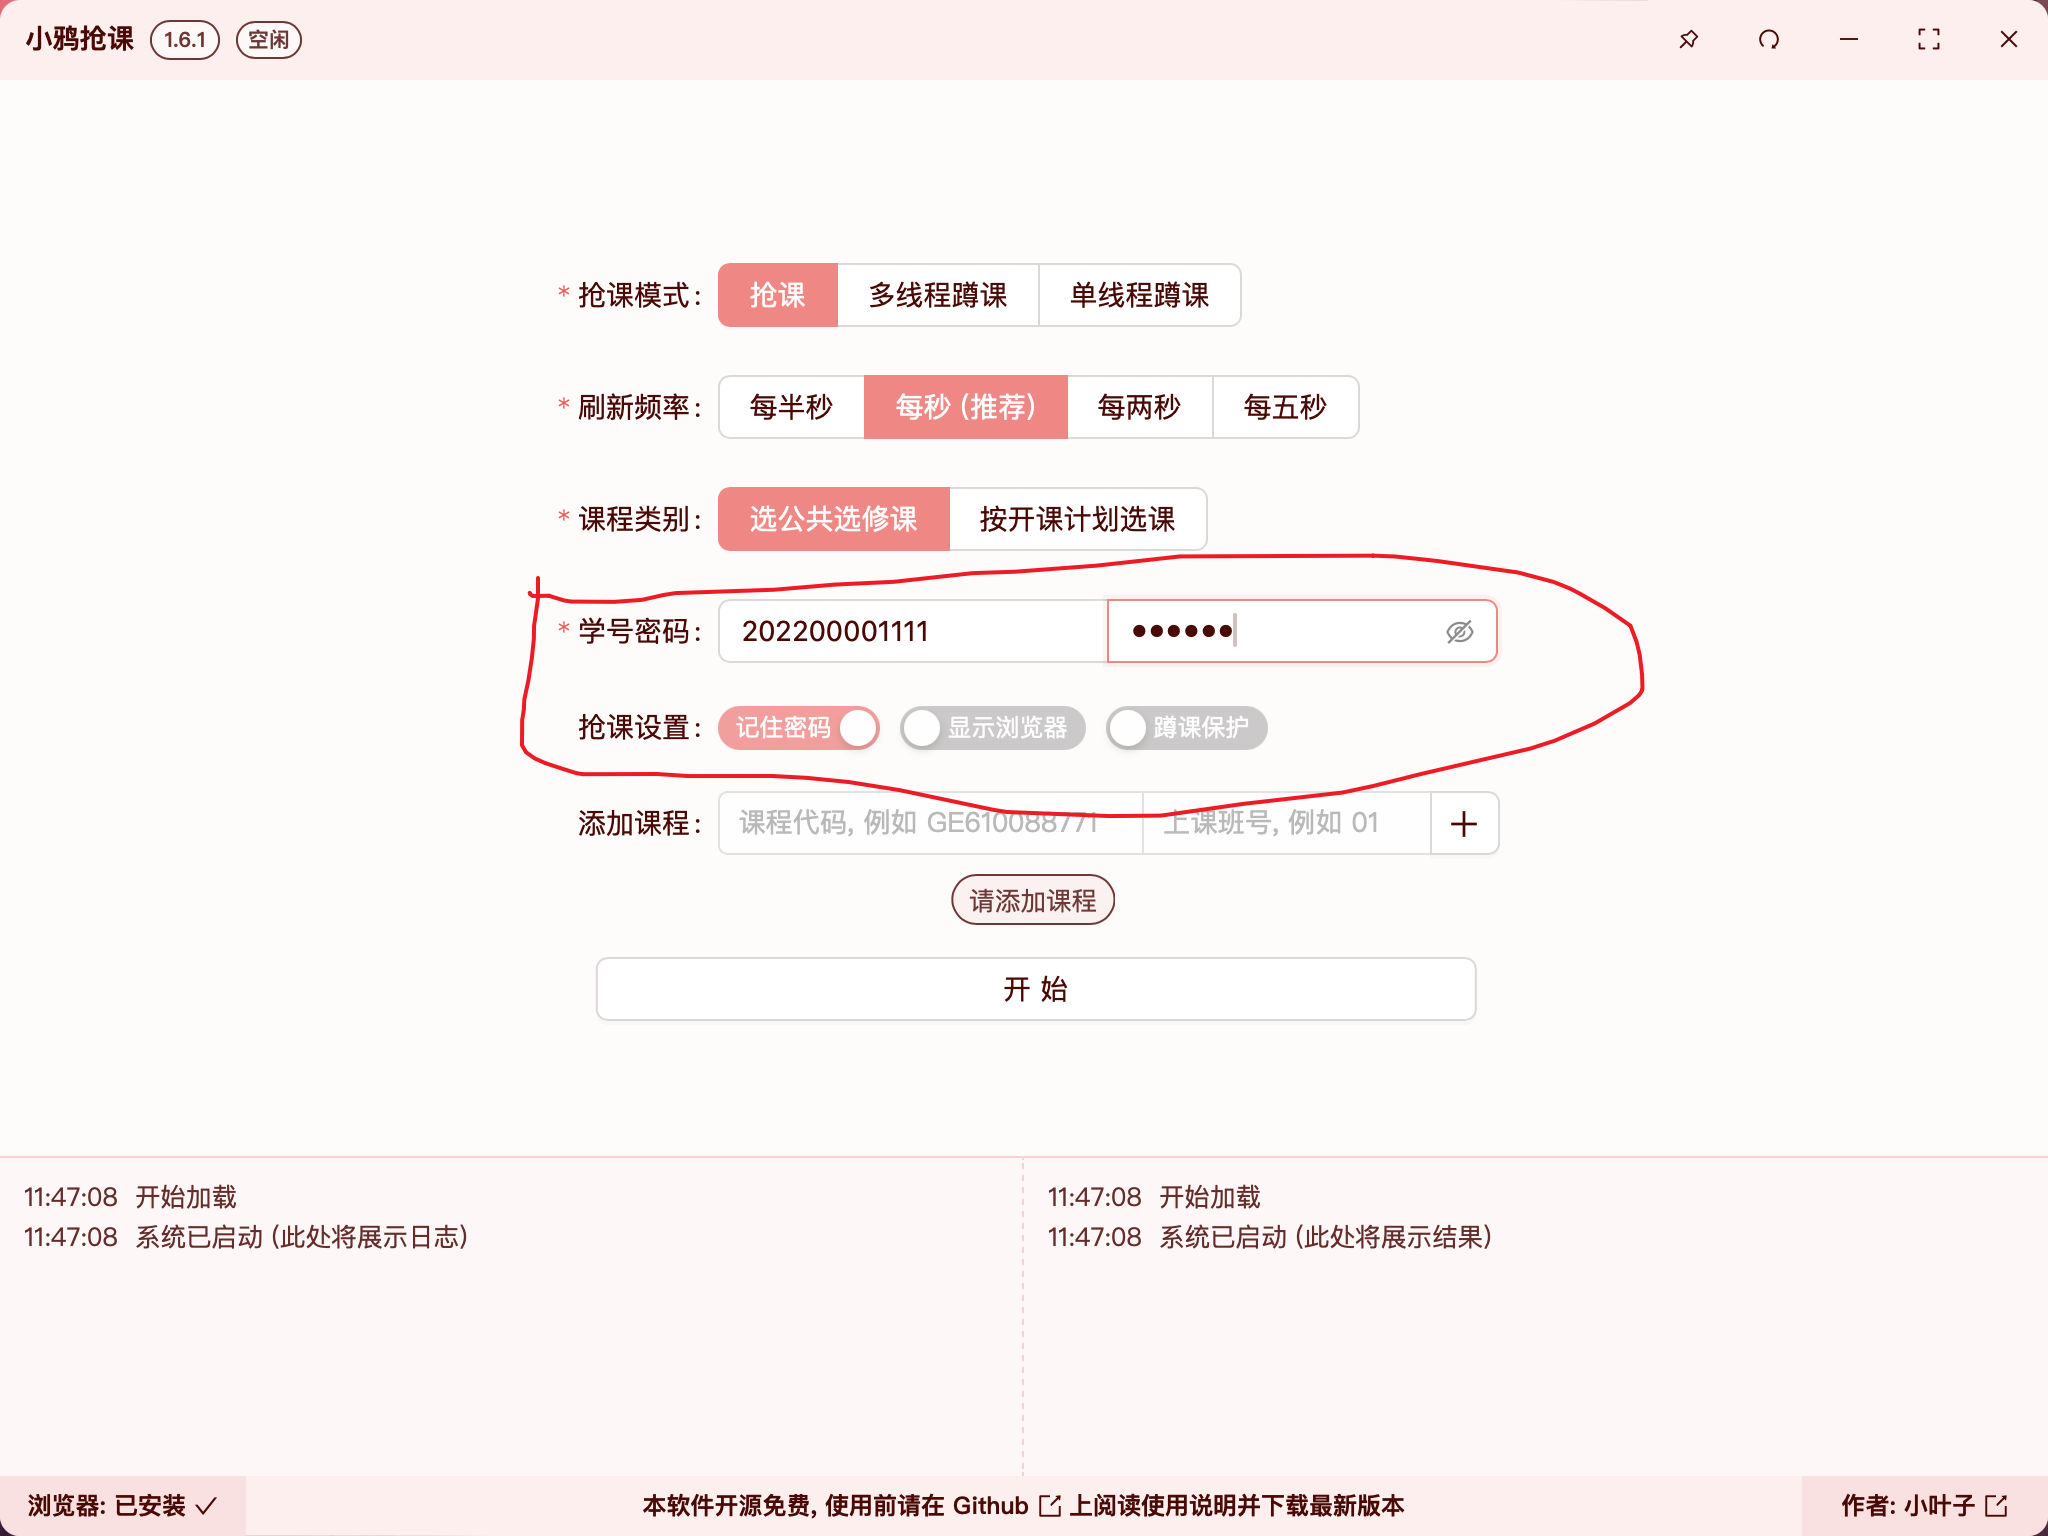 小鸦抢课 1.6.1 空闲
* 抢课模式: 抢课 多线程蹲课 单线程蹲课
* 刷新频率: 每半秒 每秒 (推荐) 每两秒 每五秒
* 课程类别: 选公共选修课 按开课计划选课
* 学号密码: 202200001111 ••••••
抢课设置: 记住密码 显示浏览器 蹲课保护
添加课程: 课程代码, 例如 GE610088771 上课班号, 例如 01
请添加课程
开 始
11:47:08 开始加载
11:47:08 系统已启动 (此处将展示日志)
11:47:08 开始加载
11:47:08 系统已启动 (此处将展示结果)
浏览器: 已安装
本软件开源免费, 使用前请在 Github 上阅读使用说明并下载最新版本
作者: 小叶子